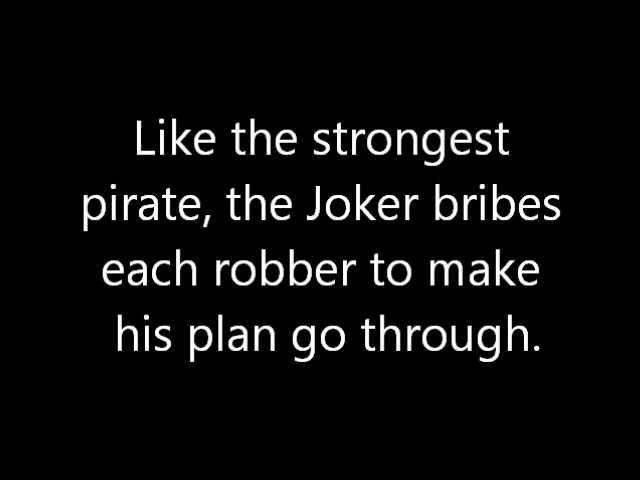 Like the strongest
pirate, the Joker bribes
each robber to make
his plan go through.